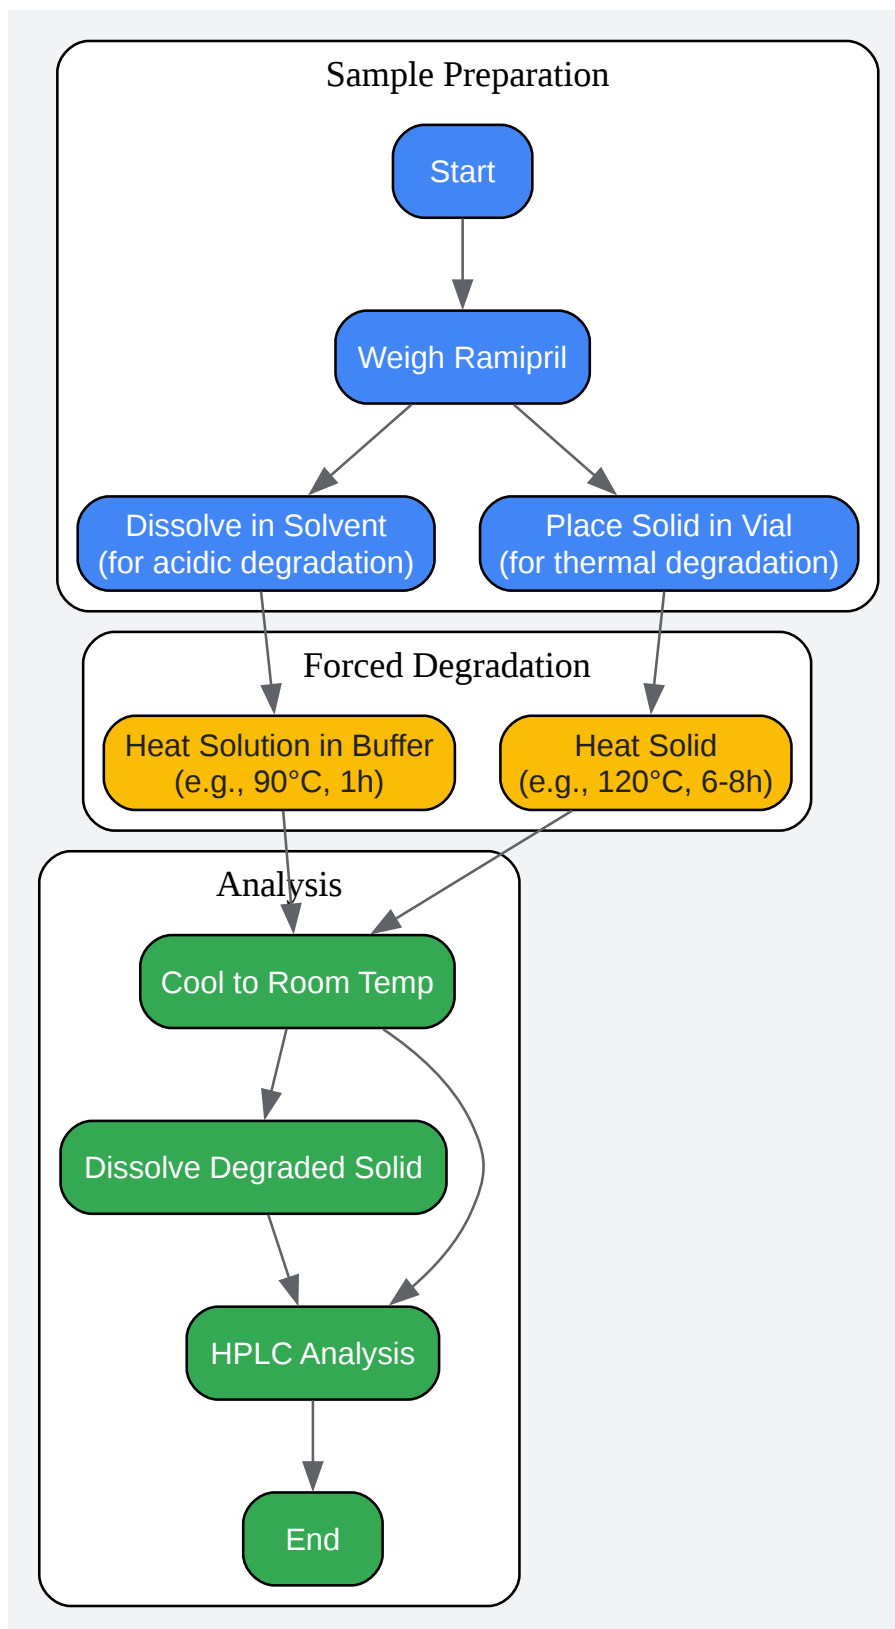 Sample Preparation
Start
Weigh Ramipril
Dissolve in Solvent
(for acidic degradation)
Place Solid in Vial
(for thermal degradation)
Forced Degradation
Heat Solution in Buffer
(e.g., 90°C, 1h)
Heat Solid
(e.g., 120°C, 6-8h)
Analysis
Cool to Room Temp
Dissolve Degraded Solid
HPLC Analysis
End